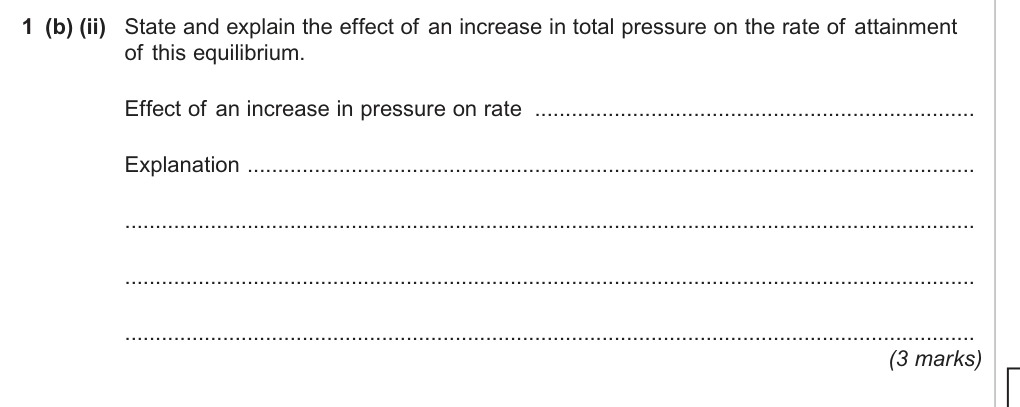 1 (b) (ii) State and explain the effect of an increase in total pressure on the rate of attainment
of this equilibrium.
Effect of an increase in pressure on rate ........................................................................
Explanation .......................................................................................................................
...........................................................................................................................................
...........................................................................................................................................
...........................................................................................................................................
(3 marks)